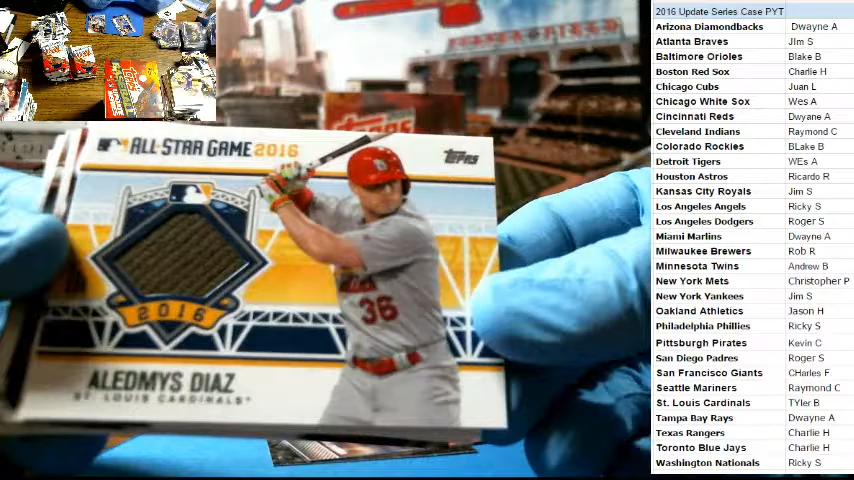 2016 Update Series Case PYT
Arizona Diamondbacks Dwayne A
Atlanta Braves Jim S
Baltimore Orioles Blake B
Boston Red Sox Charlie H
Chicago Cubs Juan L
Chicago White Sox Wes A
Cincinnati Reds Dwyane A
Cleveland Indians Raymond C
Colorado Rockies BLake B
Detroit Tigers WEs A
Houston Astros Ricardo R
Kansas City Royals Jim S
Los Angeles Angels Ricky S
Los Angeles Dodgers Roger S
Miami Marlins Dwayne A
Milwaukee Brewers Rob R
Minnesota Twins Andrew B
New York Mets Christopher P
New York Yankees Jim S
Oakland Athletics Jason H
Philadelphia Phillies Ricky S
Pittsburgh Pirates Kevin C
San Diego Padres Roger S
San Francisco Giants CHarles F
Seattle Mariners Raymond C
St. Louis Cardinals TYler B
Tampa Bay Rays Dwayne A
Texas Rangers Charlie H
Toronto Blue Jays Charlie H
Washington Nationals Ricky S
TURNER FIELD
ALL-STAR GAME 2016
TOPPS
36
2016
ALEDMYS DIAZ
ST. LOUIS CARDINALS